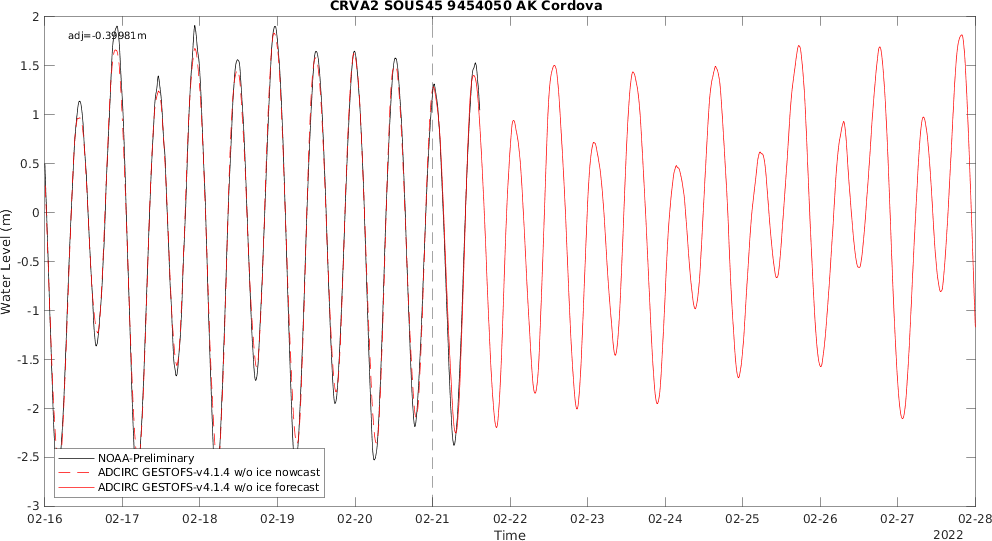 CRVA2 SOUS45 9454050 AK Cordova
adj=-0.39981m
2
1.5
1
0.5
0
-0.5
-1
-1.5
-2
-2.5
-3
Water Level (m)
NOAA-Preliminary
ADCIRC GESTOFS-v4.1.4 w/o ice nowcast
ADCIRC GESTOFS-v4.1.4 w/o ice forecast
02-16 02-17 02-18 02-19 02-20 02-21 02-22 02-23 02-24 02-25 02-26 02-27 02-28
Time
2022